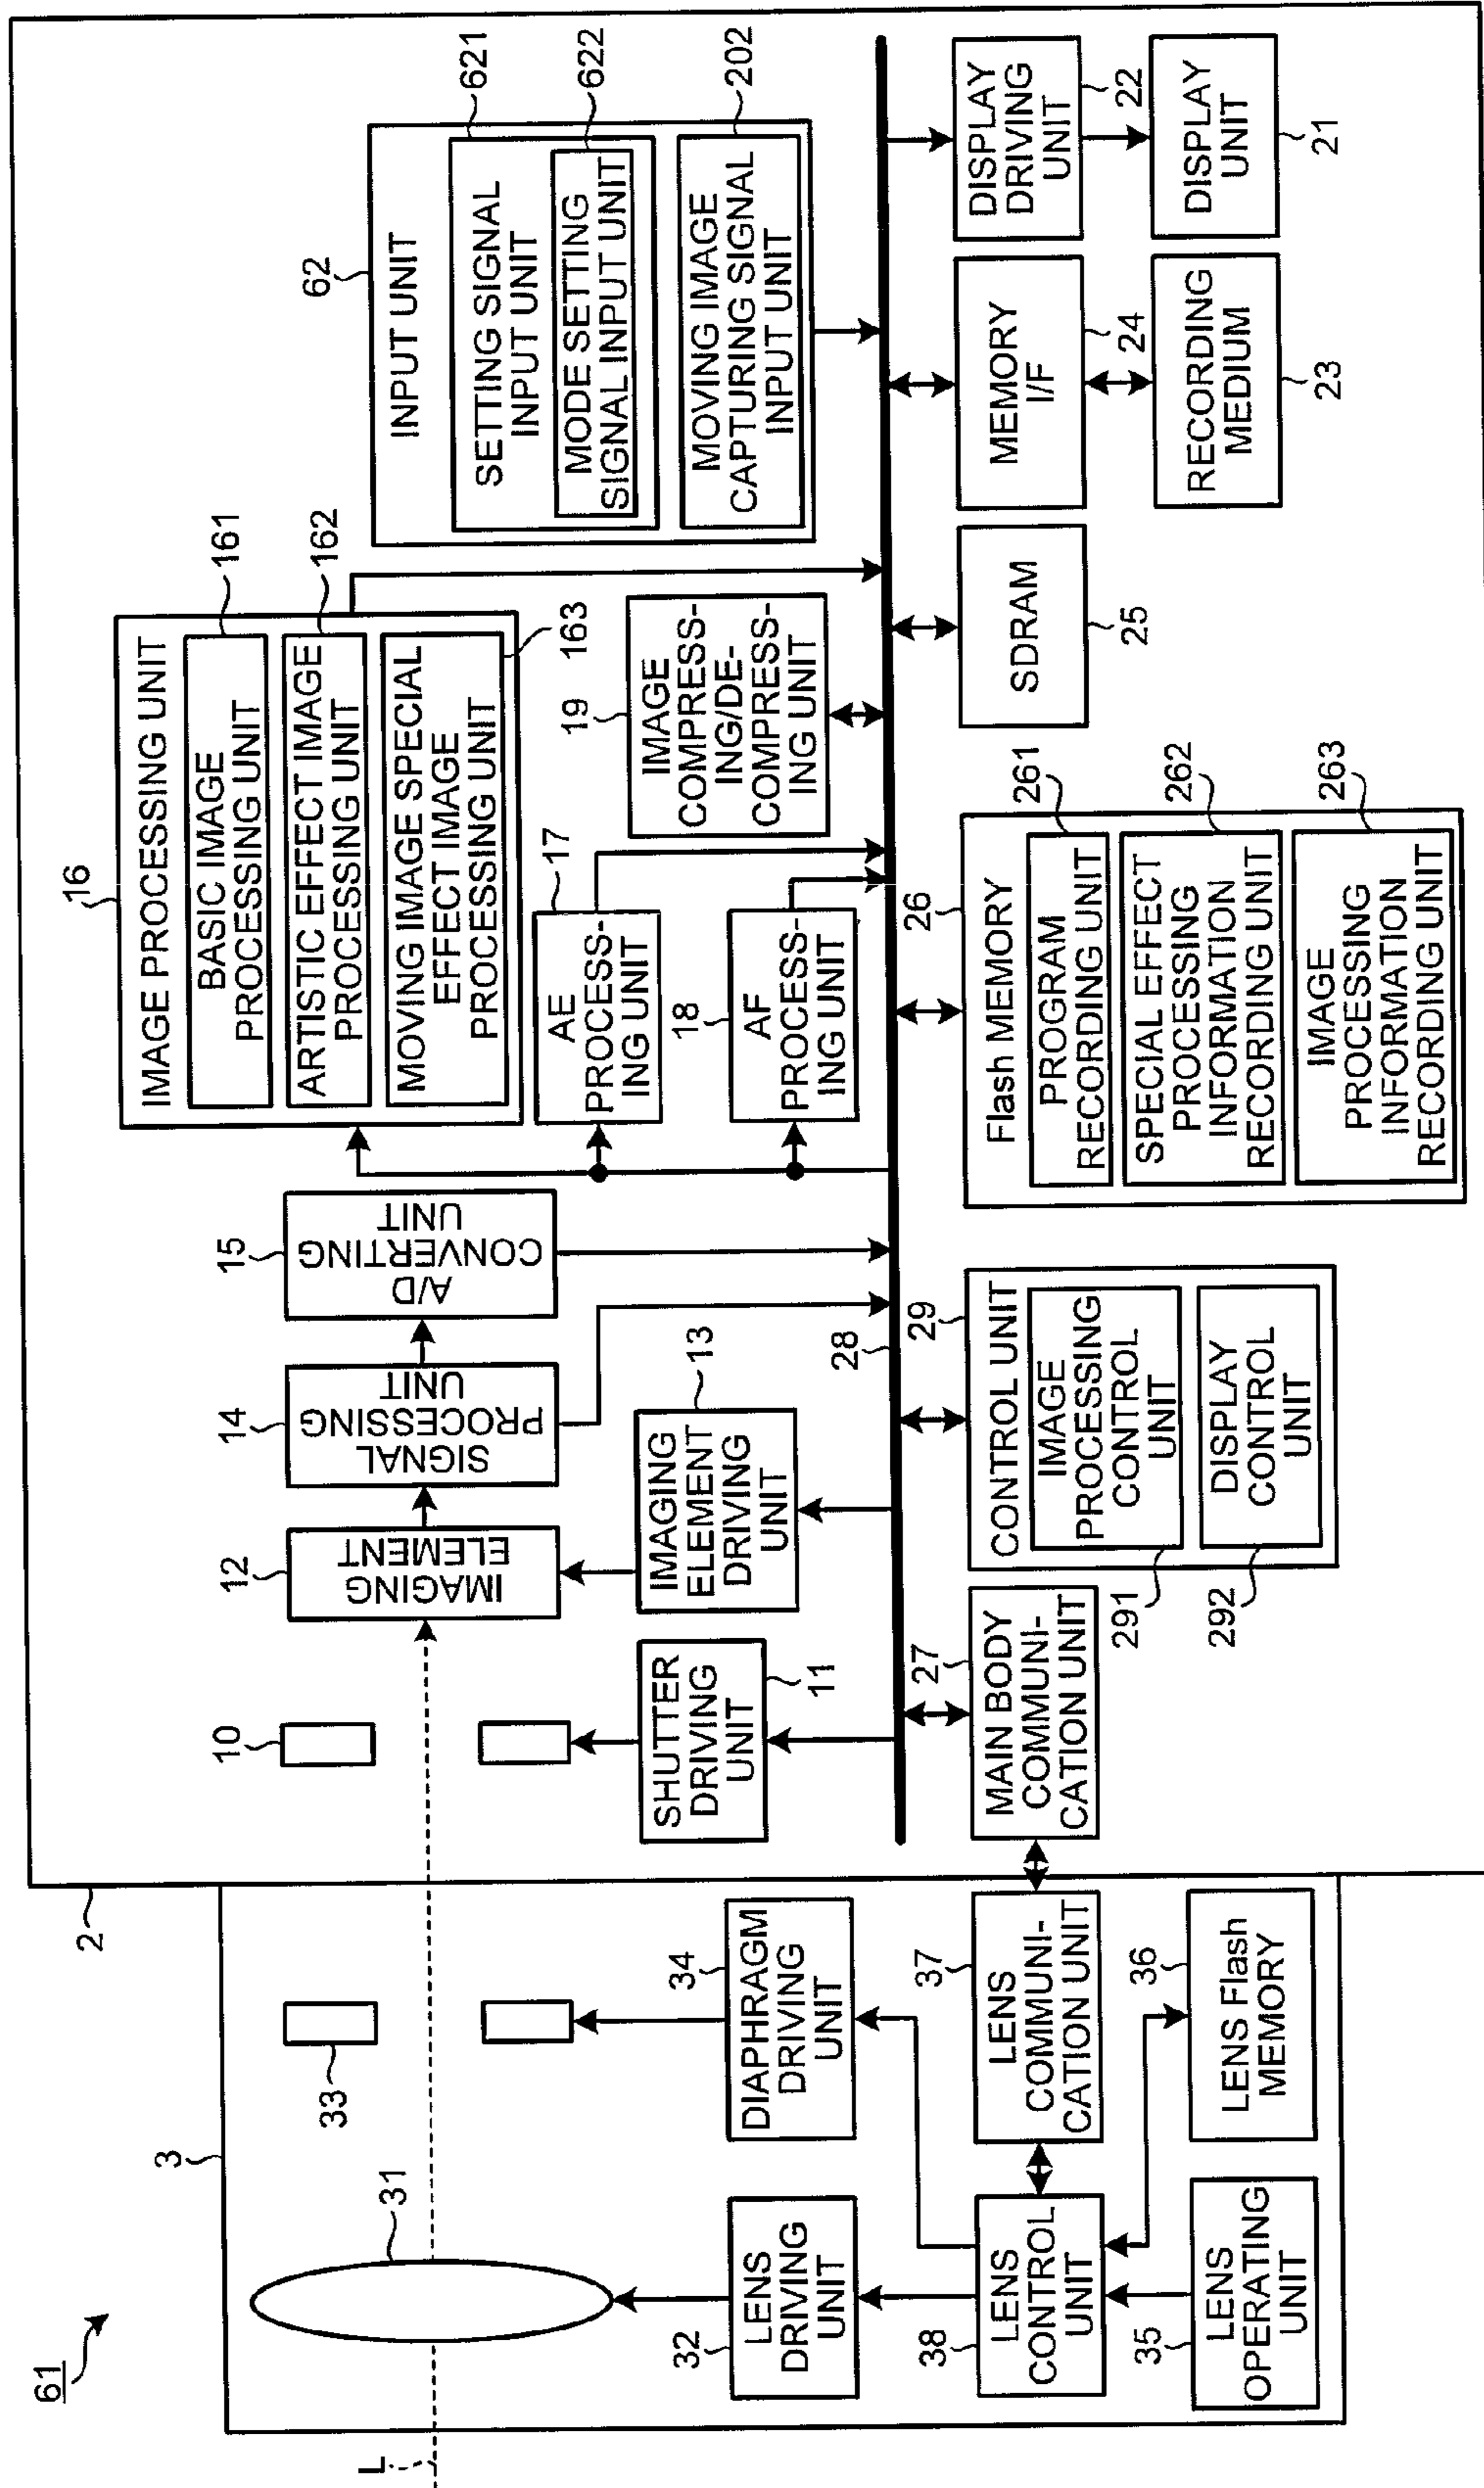 61
L
3
31
33
32
LENS
DRIVING
UNIT
34
DIAPHRAGM
DRIVING
UNIT
38
LENS
CONTROL
UNIT
37
LENS
COMMUNI-
CATION UNIT
35
LENS
OPERATING
UNIT
36
LENS Flash
MEMORY
2
10
11
SHUTTER
DRIVING
UNIT
12
IMAGING
ELEMENT
13
IMAGING
ELEMENT
DRIVING
UNIT
14
SIGNAL
PROCESSING
UNIT
15
A/D
CONVERTING
UNIT
16
IMAGE PROCESSING UNIT
BASIC IMAGE
PROCESSING UNIT
161
ARTISTIC EFFECT IMAGE
PROCESSING UNIT
162
MOVING IMAGE SPECIAL
EFFECT IMAGE
PROCESSING UNIT
163
AE
PROCESS-
ING UNIT
17
18
AF
PROCESS-
ING UNIT
19
IMAGE
COMPRESS-
ING/DE-
COMPRESS-
ING UNIT
62
INPUT UNIT
SETTING SIGNAL
INPUT UNIT
621
MODE SETTING
SIGNAL INPUT UNIT
622
MOVING IMAGE
CAPTURING SIGNAL
INPUT UNIT
202
28
27
MAIN BODY
COMMUNI-
CATION UNIT
29
CONTROL UNIT
IMAGE
PROCESSING
CONTROL
UNIT
291
DISPLAY
CONTROL
UNIT
292
26
Flash MEMORY
PROGRAM
RECORDING UNIT
261
SPECIAL EFFECT
PROCESSING
INFORMATION
RECORDING UNIT
262
IMAGE
PROCESSING
INFORMATION
RECORDING UNIT
263
SDRAM
25
MEMORY
I/F
24
RECORDING
MEDIUM
23
DISPLAY
DRIVING
UNIT
22
DISPLAY
UNIT
21